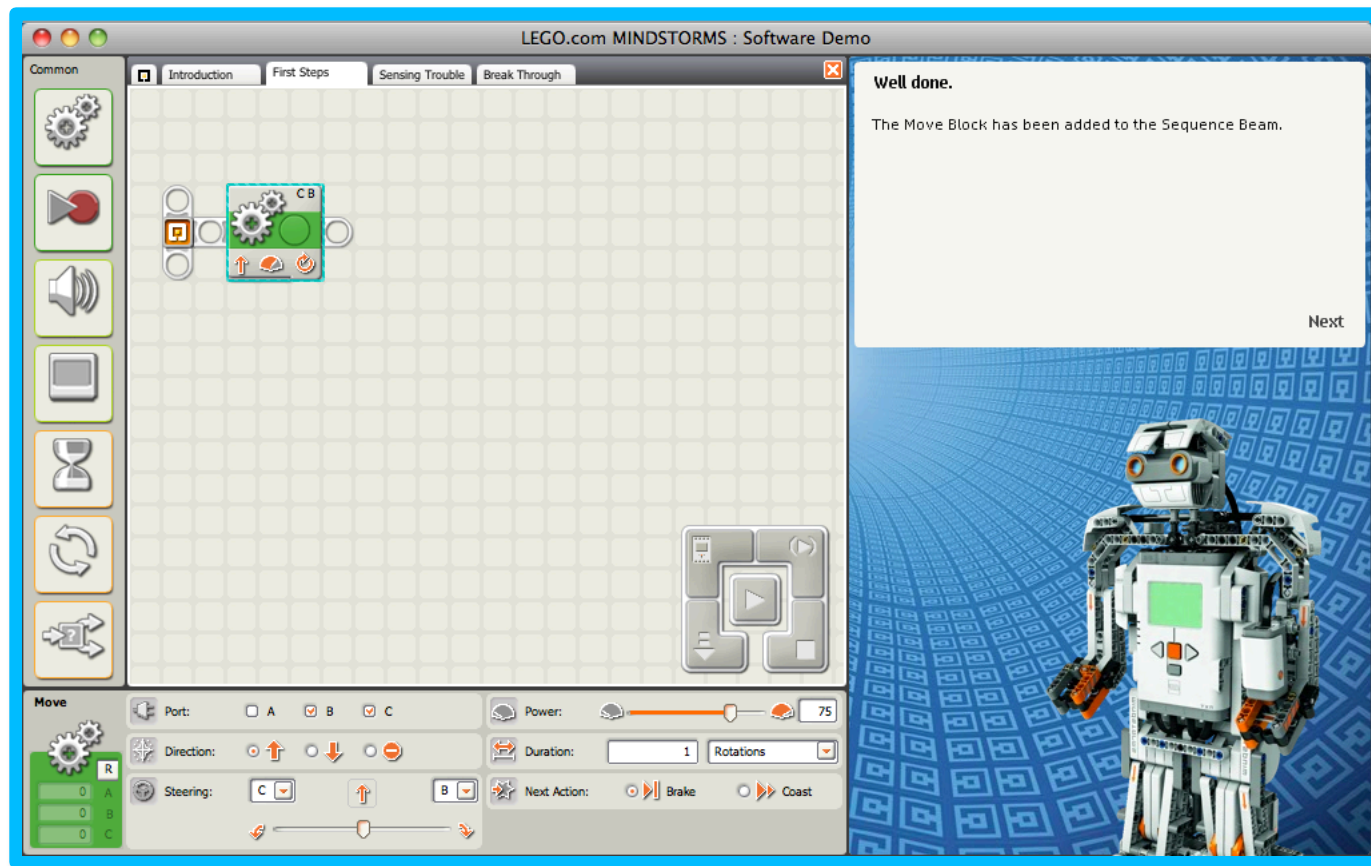 LEGO.com MINDSTORMS : Software Demo
Common
Introduction
First Steps
Sensing Trouble
Break Through
Well done.
The Move Block has been added to the Sequence Beam.
Next
C B
Move
R
0 A
0 B
0 C
Port: A B C
Direction:
Steering: C B
Power: 75
Duration: 1 Rotations
Next Action: Brake Coast